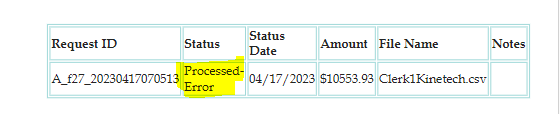 Request ID Status Status Date Amount File Name Notes
A_f27_20230417070513 Processed-Error 04/17/2023 $10553.93 Clerk1Kinetech.csv